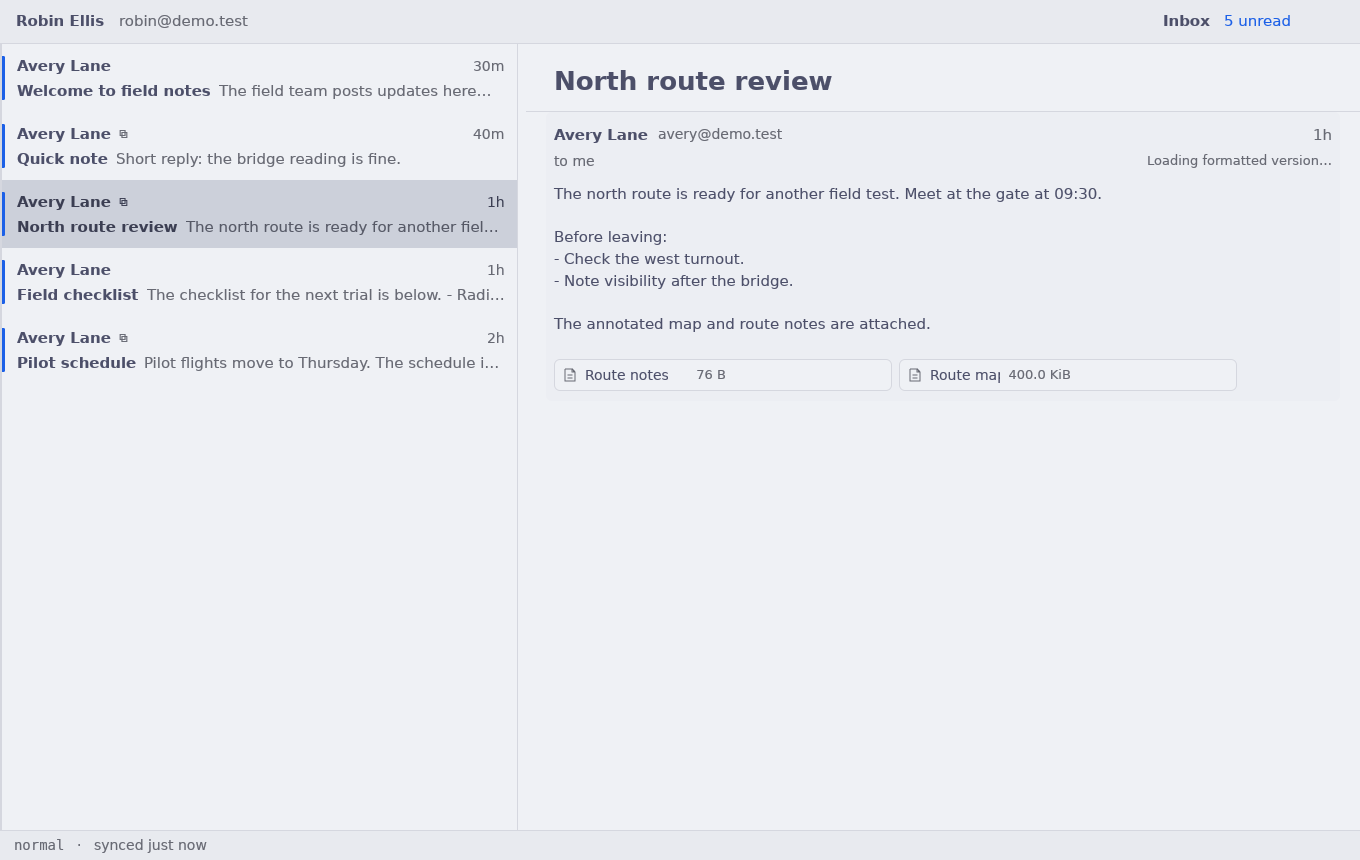 Robin Ellis robin@demo.test
Inbox 5 unread
Avery Lane 30m
Welcome to field notes The field team posts updates here…
Avery Lane 40m
Quick note Short reply: the bridge reading is fine.
Avery Lane 1h
North route review The north route is ready for another fiel…
Avery Lane 1h
Field checklist The checklist for the next trial is below. - Radi…
Avery Lane 2h
Pilot schedule Pilot flights move to Thursday. The schedule i…
North route review
Avery Lane avery@demo.test 1h
to me Loading formatted version…
The north route is ready for another field test. Meet at the gate at 09:30.
Before leaving:
- Check the west turnout.
- Note visibility after the bridge.
The annotated map and route notes are attached.
Route notes 76 B
Route map 400.0 KiB
normal · synced just now